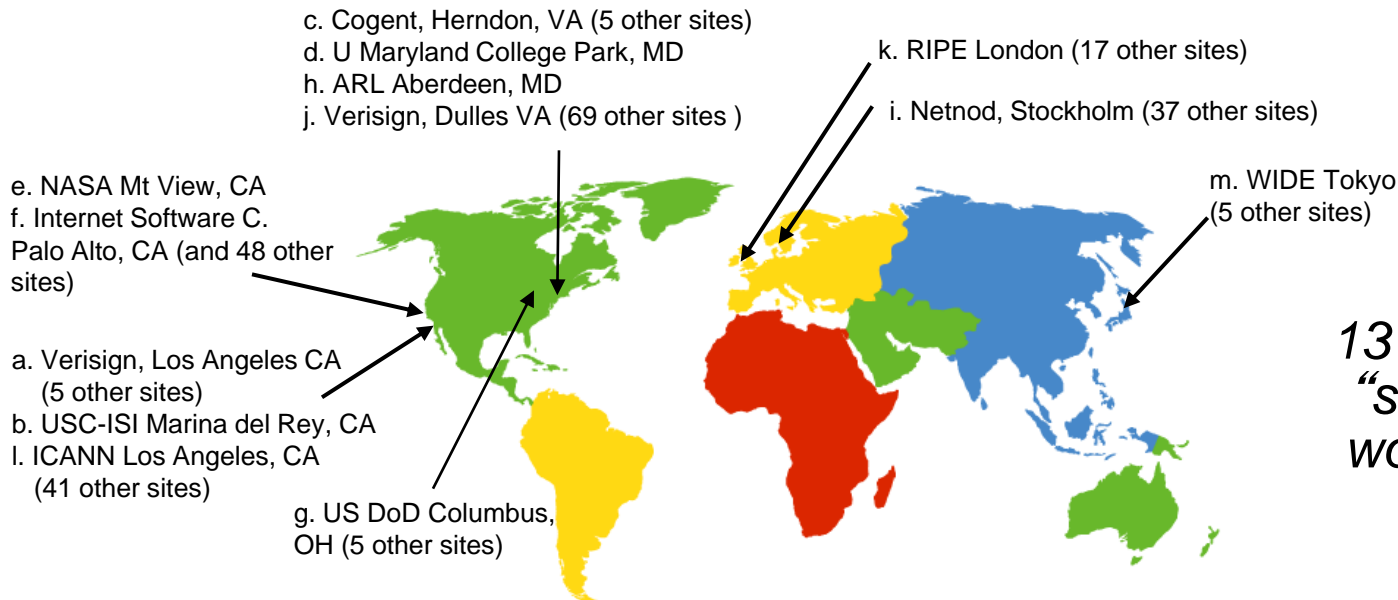 c. Cogent, Herndon, VA (5 other sites)
d. U Maryland College Park, MD
h. ARL Aberdeen, MD
j. Verisign, Dulles VA (69 other sites )
k. RIPE London (17 other sites)
i. Netnod, Stockholm (37 other sites)
m. WIDE Tokyo
(5 other sites)
e. NASA Mt View, CA
f. Internet Software C.
Palo Alto, CA (and 48 other
sites)
a. Verisign, Los Angeles CA
(5 other sites)
b. USC-ISI Marina del Rey, CA
l. ICANN Los Angeles, CA
(41 other sites)
g. US DoD Columbus,
OH (5 other sites)
13